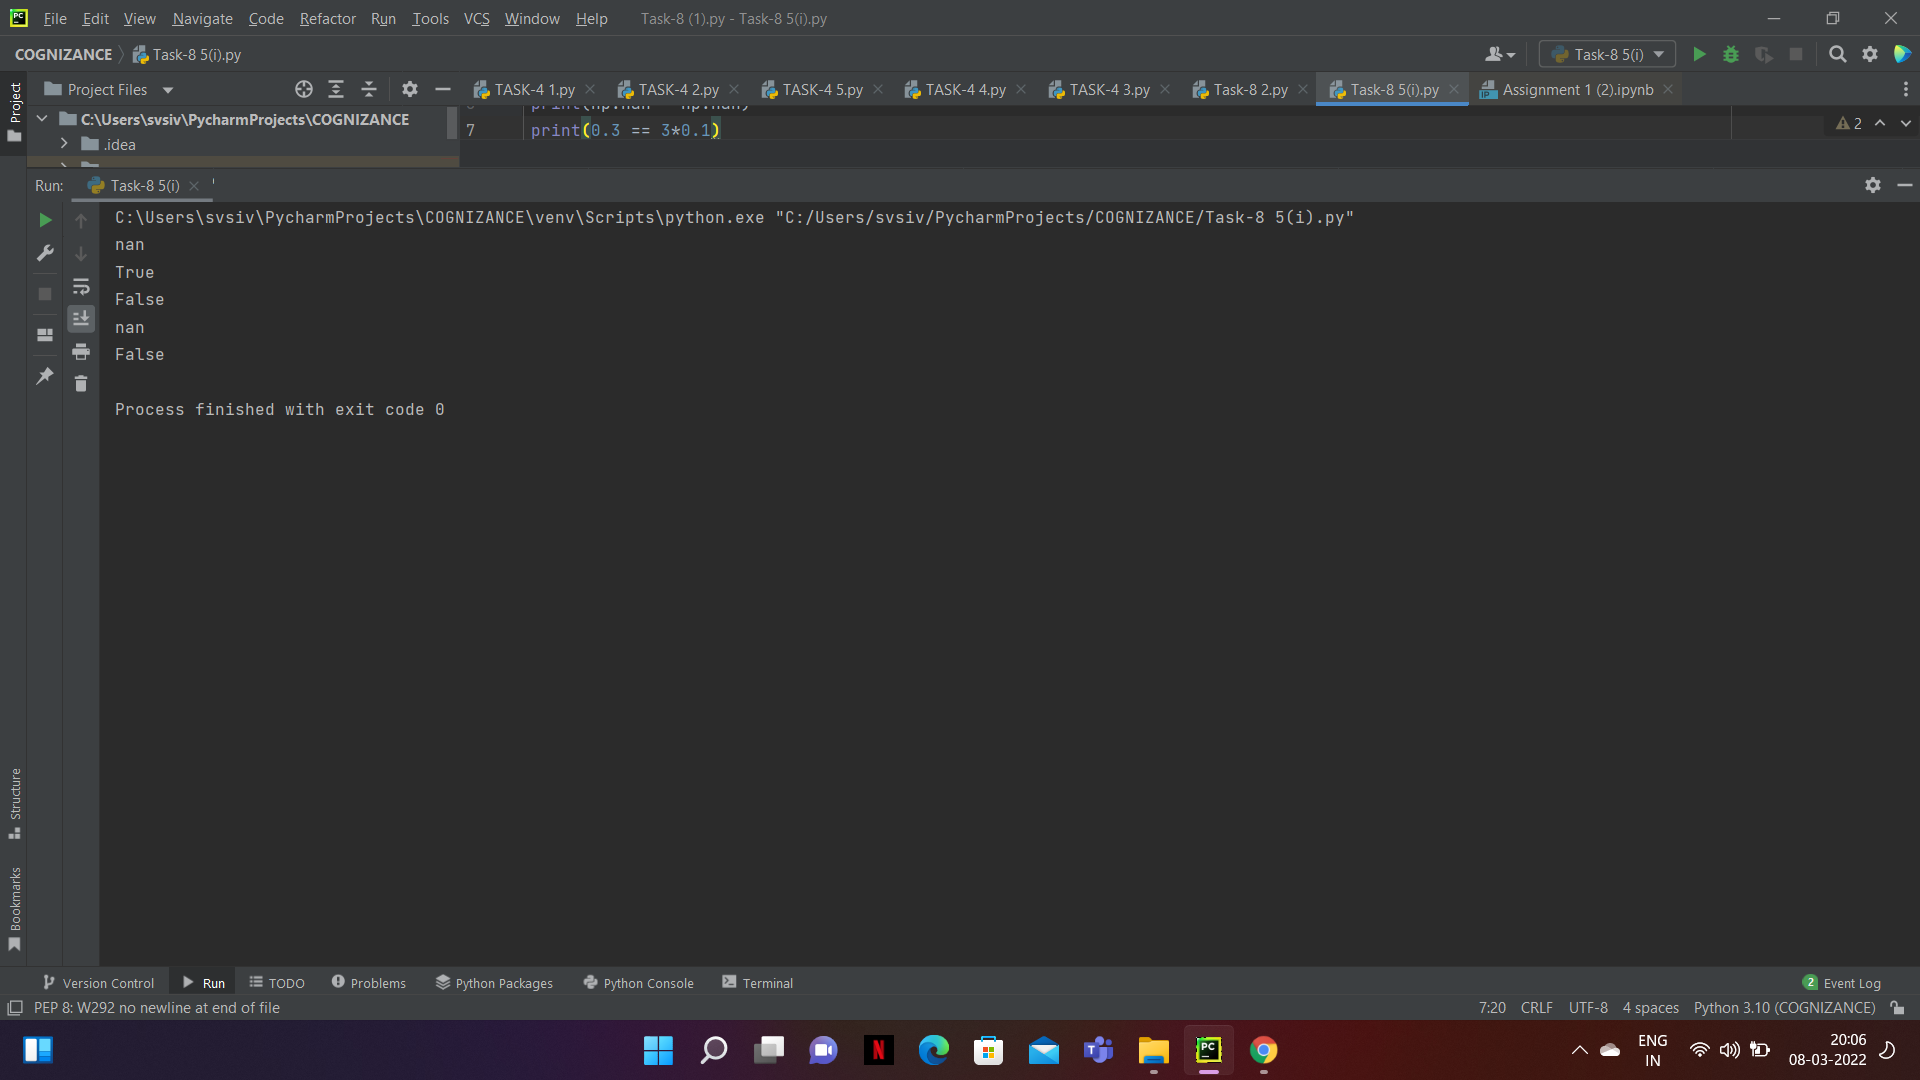 File Edit View Navigate Code Refactor Run Tools VCS Window Help Task-8 (1).py - Task-8 5(i).py
COGNIZANCE Task-8 5(i).py Task-8 5(i)
Project Files TASK-4 1.py TASK-4 2.py TASK-4 5.py TASK-4 4.py TASK-4 3.py Task-8 2.py Task-8 5(i).py Assignment 1 (2).ipynb
Project
C:\Users\svsiv\PycharmProjects\COGNIZANCE
7 print(0.3 == 3*0.1) 2
.idea
Run: Task-8 5(i)
C:\Users\svsiv\PycharmProjects\COGNIZANCE\venv\Scripts\python.exe "C:/Users/svsiv/PycharmProjects/COGNIZANCE/Task-8 5(i).py"
nan
True
False
nan
False
Process finished with exit code 0
Structure
Bookmarks
Version Control Run TODO Problems Python Packages Python Console Terminal 2 Event Log
PEP 8: W292 no newline at end of file 7:20 CRLF UTF-8 4 spaces Python 3.10 (COGNIZANCE)
ENG 20:06
IN 08-03-2022